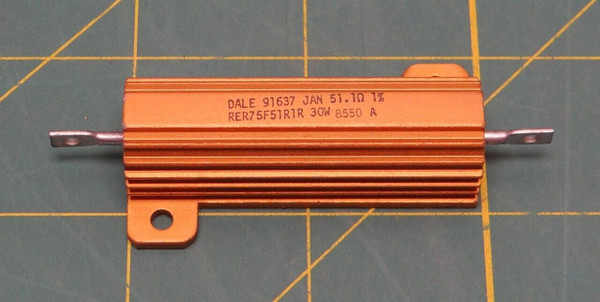 DALE 91637 JAN 51.1Ω 1%
RER75F51R1R 30W 8550 A